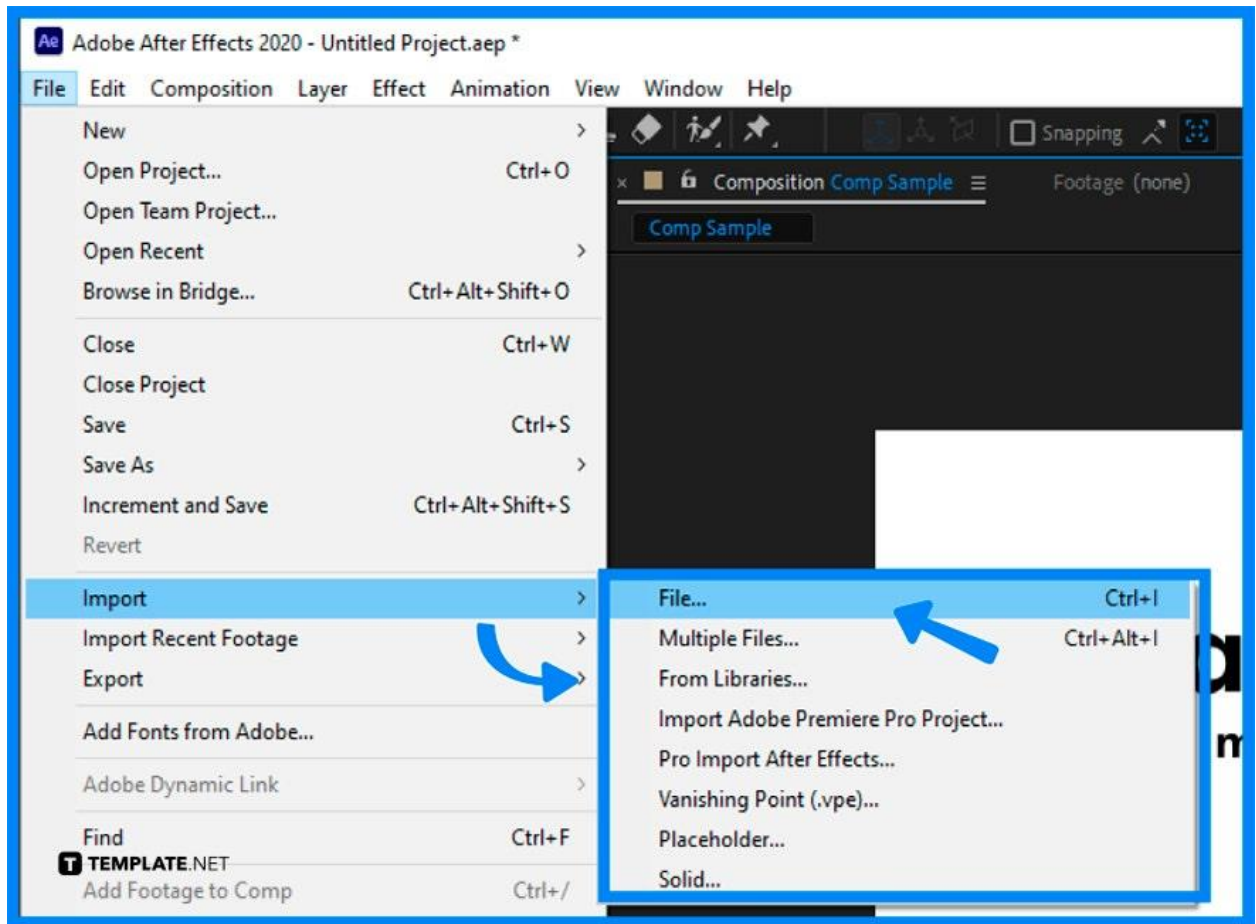 Ae Adobe After Effects 2020 - Untitled Project.aep *
File Edit Composition Layer Effect Animation View Window Help
New >
Snapping
Open Project... Ctrl+O
× Composition Comp Sample ≡ Footage (none)
Open Team Project...
Comp Sample
Open Recent >
Browse in Bridge... Ctrl+Alt+Shift+O
Close Ctrl+W
Close Project
Save Ctrl+S
Save As >
Increment and Save Ctrl+Alt+Shift+S
Revert
Import >
Import Recent Footage >
Export >
Add Fonts from Adobe...
Adobe Dynamic Link >
Find Ctrl+F
T TEMPLATE.NET
Add Footage to Comp Ctrl+/
File... Ctrl+I
Multiple Files... Ctrl+Alt+I
From Libraries...
Import Adobe Premiere Pro Project...
Pro Import After Effects...
Vanishing Point (.vpe)...
Placeholder...
Solid...